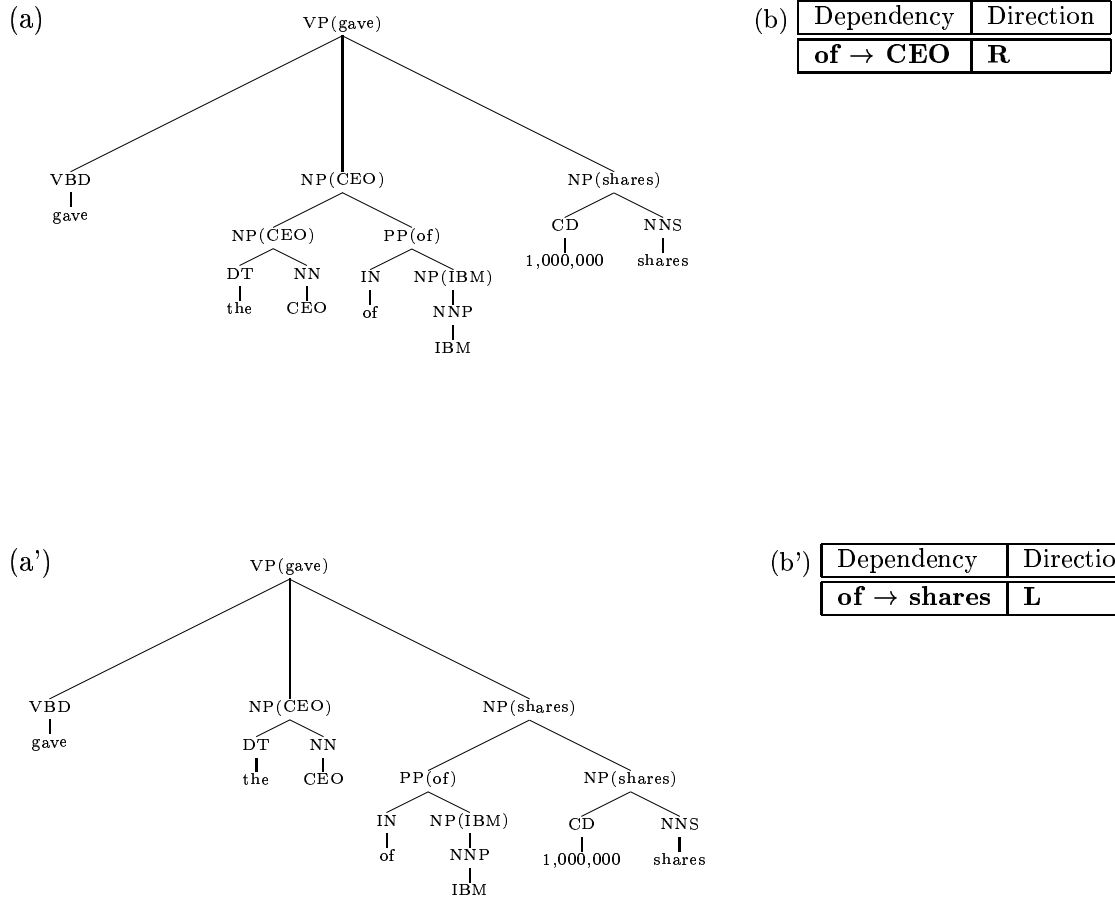 (a)
VP(gave)
VBD NP(CEO) NP(shares)
gave
NP(CEO) PP(of) CD NNS
1,000,000 shares
DT NN IN NP(IBM)
the CEO of NNP
IBM
(b) Dependency Direction
of → CEO R
(a')
VP(gave)
VBD NP(CEO) NP(shares)
gave DT NN
the CEO PP(of) NP(shares)
IN NP(IBM) CD NNS
of NNP 1,000,000 shares
IBM
(b') Dependency Directio
of → shares L